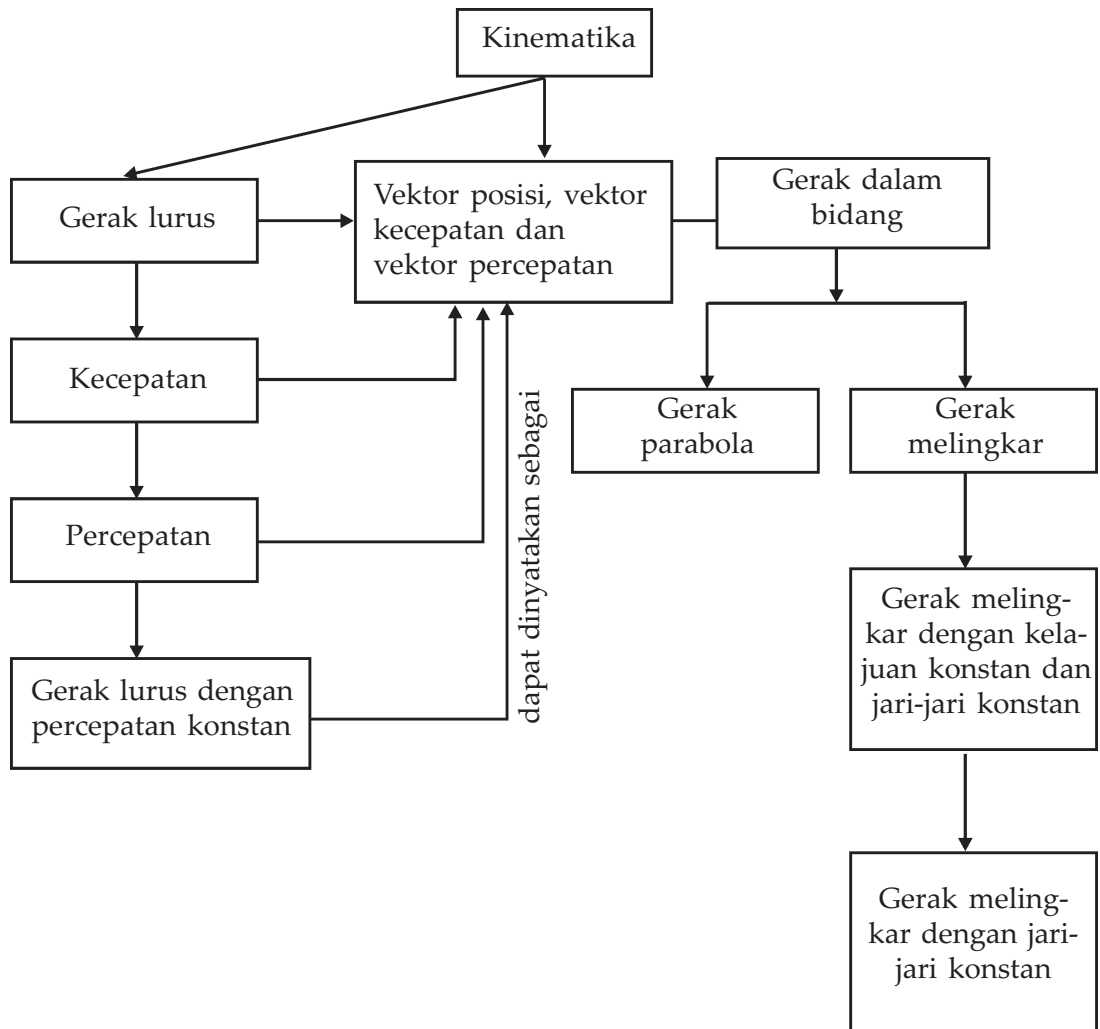 Kinematika
Gerak lurus
Vektor posisi, vektor
kecepatan dan
vektor percepatan
Gerak dalam
bidang
Kecepatan
Gerak
parabola
Gerak
melingkar
dapat dinyatakan sebagai
Percepatan
Gerak lurus dengan
percepatan konstan
Gerak meling-
kar dengan kela-
juan konstan dan
jari-jari konstan
Gerak meling-
kar dengan jari-
jari konstan